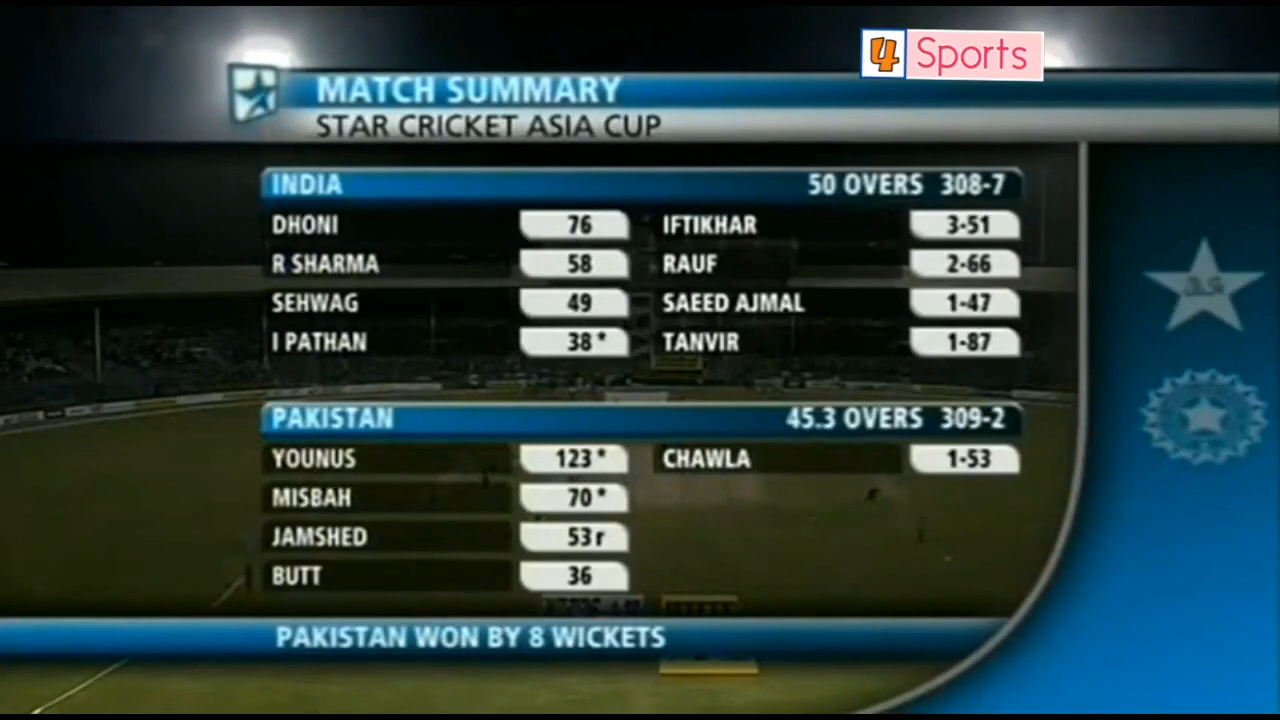 4 Sports
MATCH SUMMARY
STAR CRICKET ASIA CUP
INDIA 50 OVERS 308-7
DHONI 76 IFTIKHAR 3-51
R SHARMA 58 RAUF 2-66
SEHWAG 49 SAEED AJMAL 1-47
I PATHAN 38* TANVIR 1-87
PAKISTAN 45.3 OVERS 309-2
YOUNUS 123* CHAWLA 1-53
MISBAH 70*
JAMSHED 53r
BUTT 36
PAKISTAN WON BY 8 WICKETS